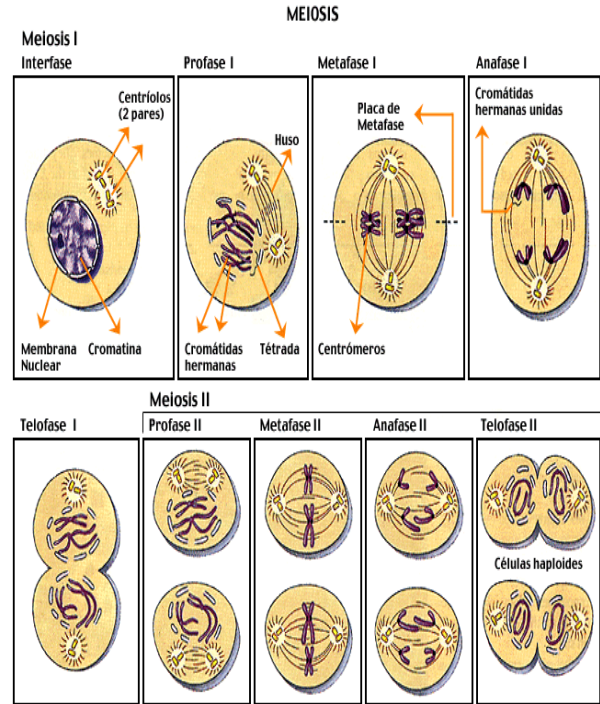 MEIOSIS
Meiosis I
Interfase
Profase I
Metafase I
Anafase I
Centríolos
(2 pares)
Huso
Placa de
Metafase
Cromátidas
hermanas unidas
Membrana
Nuclear
Cromatina
Cromátidas
hermanas
Tétrada
Centrómeros
Meiosis II
Telofase I
Profase II
Metafase II
Anafase II
Telofase II
Células haploides